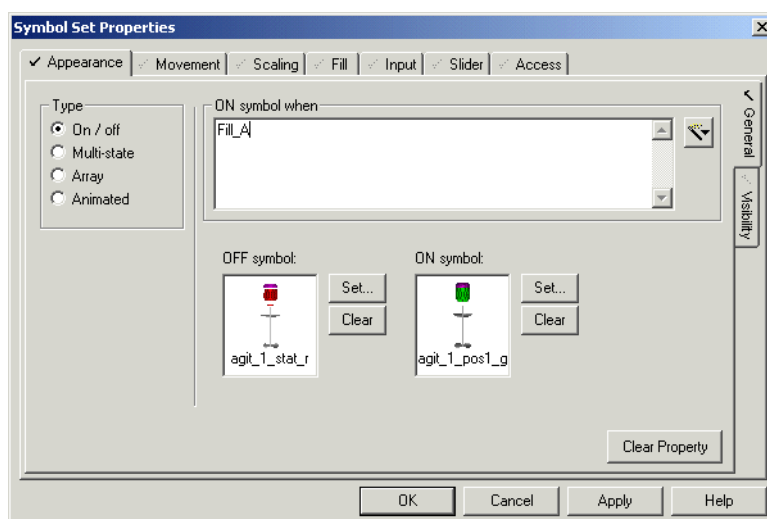 Symbol Set Properties
Appearance Movement Scaling Fill Input Slider Access
Type
On / off
Multi-state
Array
Animated
ON symbol when
Fill_A
General
Visibility
OFF symbol:
Set...
Clear
agit_1_stat_r
ON symbol:
Set...
Clear
agit_1_pos1_g
Clear Property
OK Cancel Apply Help